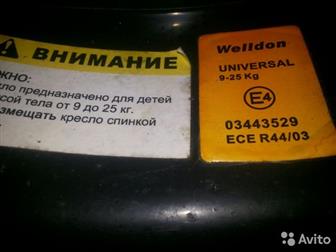 ВНИМАНИЕ
ЖНО:
ло предназначено для детей
сой тела от 9 до 25 кг.
змещать кресло спинкой
Welldon
UNIVERSAL
9-25 Kg
E4
03443529
ECE R44/03
Avito